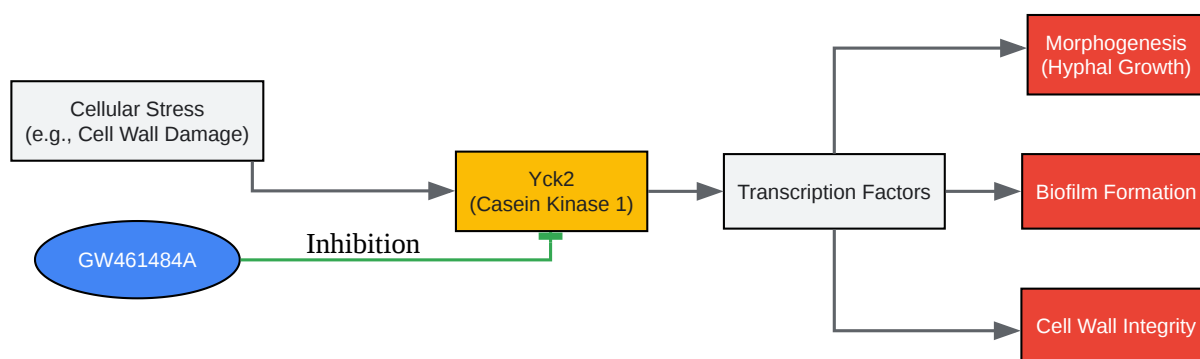 Morphogenesis
(Hyphal Growth)
Cellular Stress
(e.g., Cell Wall Damage)
Yck2
(Casein Kinase 1)
Transcription Factors
Biofilm Formation
Inhibition
GW461484A
Cell Wall Integrity